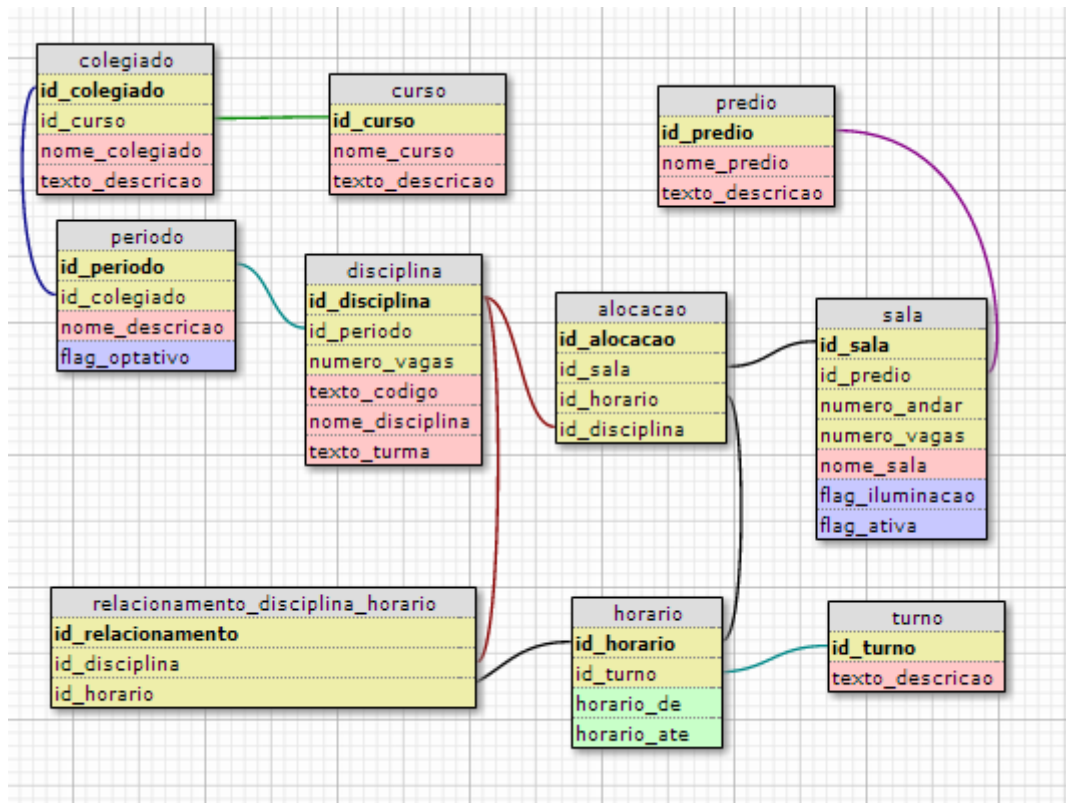 colegiado
id_colegiado
id_curso
nome_colegiado
texto_descricao
curso
id_curso
nome_curso
texto_descricao
predio
id_predio
nome_predio
texto_descricao
periodo
id_periodo
id_colegiado
nome_descricao
flag_optativo
disciplina
id_disciplina
id_periodo
numero_vagas
texto_codigo
nome_disciplina
texto_turma
alocacao
id_alocacao
id_sala
id_horario
id_disciplina
sala
id_sala
id_predio
numero_andar
numero_vagas
nome_sala
flag_iluminacao
flag_ativa
relacionamento_disciplina_horario
id_relacionamento
id_disciplina
id_horario
horario
id_horario
id_turno
horario_de
horario_ate
turno
id_turno
texto_descricao